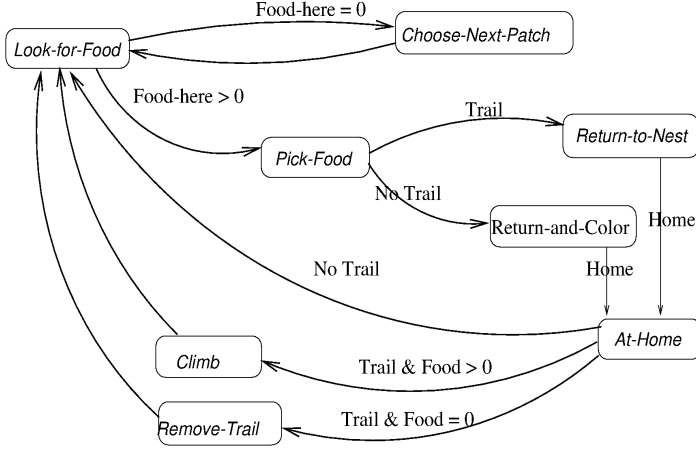 Food-here = 0
Look-for-Food
Choose-Next-Patch
Food-here > 0
Trail
Return-to-Nest
Pick-Food
No Trail
Return-and-Color
Home
No Trail
Home
At-Home
Climb
Trail & Food > 0
Trail & Food = 0
Remove-Trail